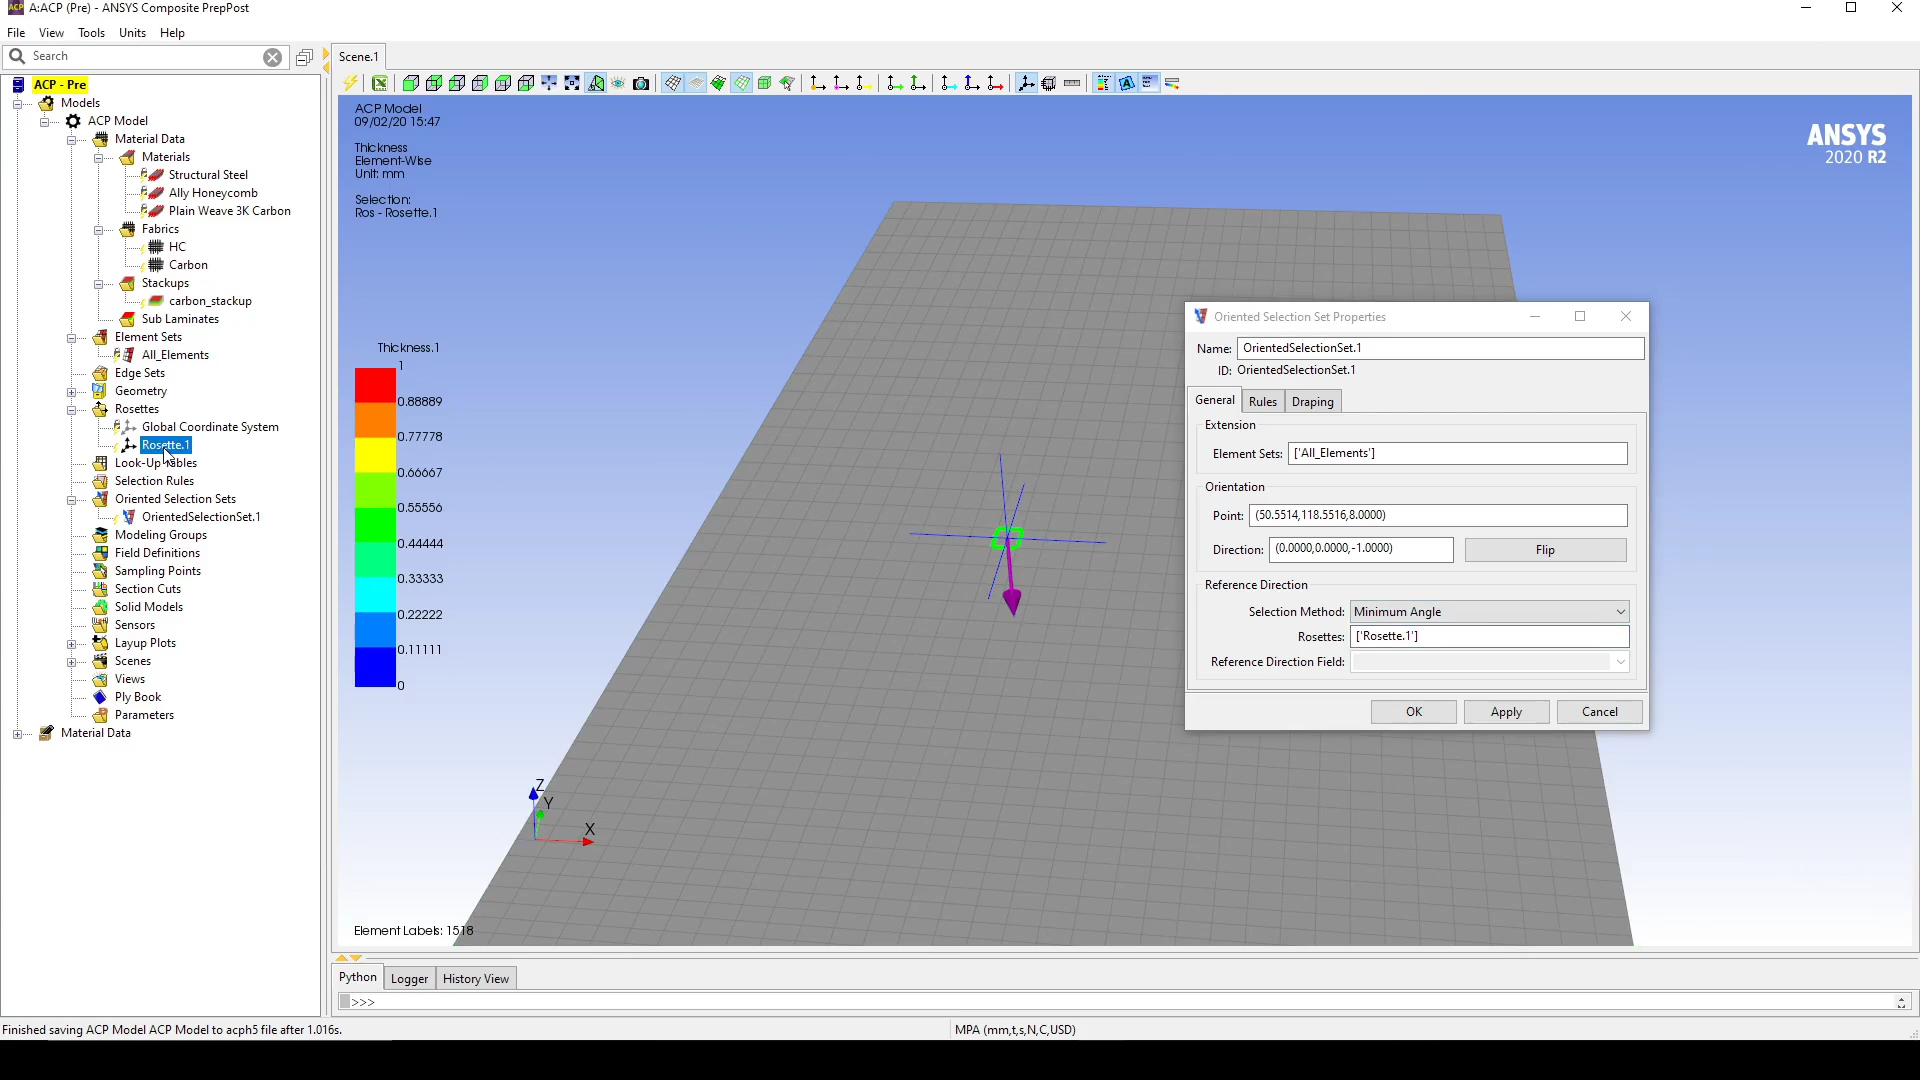 A:ACP (Pre) - ANSYS Composite PrepPost
File View Tools Units Help
Search
Scene.1
ACP - Pre
Models
ACP Model
Material Data
Materials
Structural Steel
Ally Honeycomb
Plain Weave 3K Carbon
Fabrics
HC
Carbon
Stackups
carbon_stackup
Sub Laminates
Element Sets
All_Elements
Edge Sets
Geometry
Rosettes
Global Coordinate System
Rosette.1
Look-Up Tables
Selection Rules
Oriented Selection Sets
OrientedSelectionSet.1
Modeling Groups
Field Definitions
Sampling Points
Section Cuts
Solid Models
Sensors
Layup Plots
Scenes
Views
Ply Book
Parameters
Material Data
ACP Model
09/02/20 15:47
Thickness
Element-Wise
Unit: mm
Selection:
Ros - Rosette.1
ANSYS
2020 R2
Thickness.1
1
0.88889
0.77778
0.66667
0.55556
0.44444
0.33333
0.22222
0.11111
0
Z
Y
X
Element Labels: 1518
Oriented Selection Set Properties
Name: OrientedSelectionSet.1
ID: OrientedSelectionSet.1
General Rules Draping
Extension
Element Sets: ['All_Elements']
Orientation
Point: (50.5514,118.5516,8.0000)
Direction: (0.0000,0.0000,-1.0000) Flip
Reference Direction
Selection Method: Minimum Angle
Rosettes: ['Rosette.1']
Reference Direction Field:
OK Apply Cancel
Python Logger History View
>>>
Finished saving ACP Model ACP Model to acph5 file after 1.016s.
MPA (mm,t,s,N,C,USD)